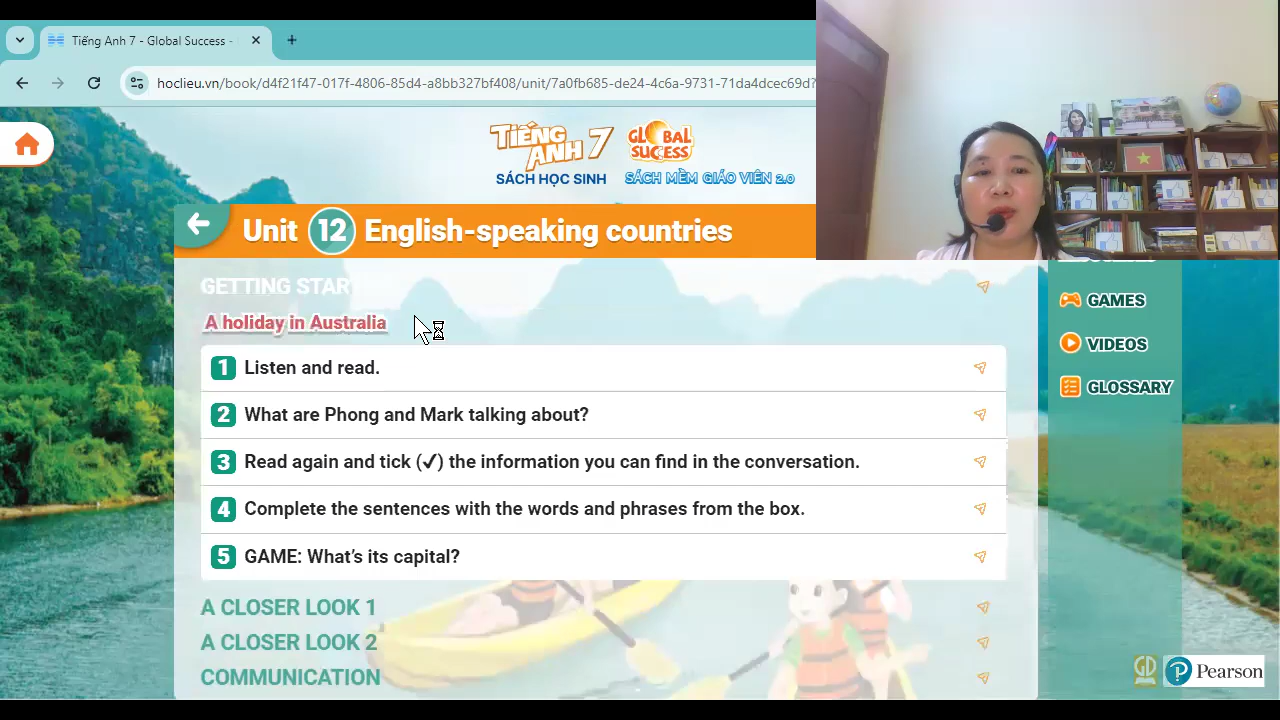 Tiếng Anh 7 - Global Success -
hoclieu.vn/book/d4f21f47-017f-4806-85d4-a8bb327bf408/unit/7a0fb685-de24-4c6a-9731-71da4dcec69d?
TIẾNG ANH 7
GLOBAL SUCCESS
SÁCH HỌC SINH
SÁCH MỀM GIÁO VIÊN 2.0
Unit 12 English-speaking countries
GETTING STAR
A holiday in Australia
1 Listen and read.
2 What are Phong and Mark talking about?
3 Read again and tick (✓) the information you can find in the conversation.
4 Complete the sentences with the words and phrases from the box.
5 GAME: What's its capital?
A CLOSER LOOK 1
A CLOSER LOOK 2
COMMUNICATION
GAMES
VIDEOS
GLOSSARY
GD
P Pearson